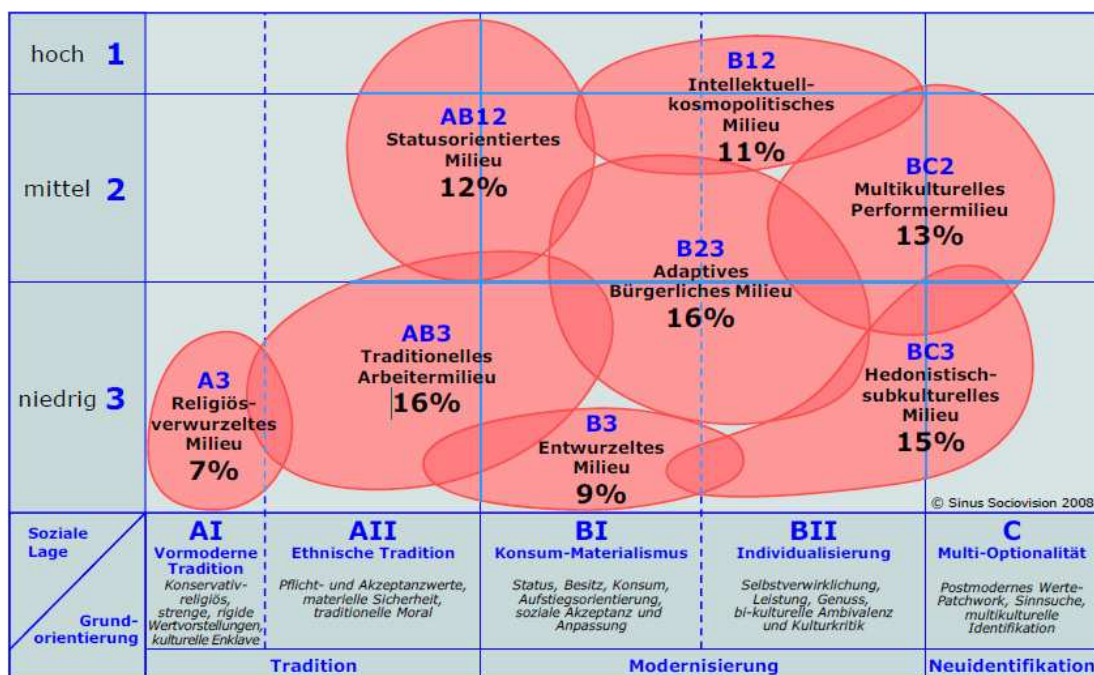 hoch 1
mittel 2
niedrig 3
B12
Intellektuell-
kosmopolitisches
Milieu
11%
AB12
Statusorientiertes
Milieu
12%
BC2
Multikulturelles
Performermilieu
13%
B23
Adaptives
Bürgerliches Milieu
16%
AB3
Traditionelles
Arbeitermilieu
16%
A3
Religiös-
verwurzeltes
Milieu
7%
B3
Entwurzeltes
Milieu
9%
BC3
Hedonistisch-
subkulturelles
Milieu
15%
© Sinus Sociovision 2008
Soziale
Lage
Grund-
orientierung
AI
Vormoderne
Tradition
Konservativ-
religiös,
strenge, rigide
Wertvorstellungen,
kulturelle Enklave
AII
Ethnische Tradition
Pflicht- und Akzeptanzwerte,
materielle Sicherheit,
traditionelle Moral
BI
Konsum-Materialismus
Status, Besitz, Konsum,
Aufstiegsorientierung,
soziale Akzeptanz und
Anpassung
BII
Individualisierung
Selbstverwirklichung,
Leistung, Genuss,
bi-kulturelle Ambivalenz
und Kulturkritik
C
Multi-Optionalität
Postmodernes Werte-
Patchwork, Sinnsuche,
multikulturelle
Identifikation
Tradition
Modernisierung
Neuidentifikation